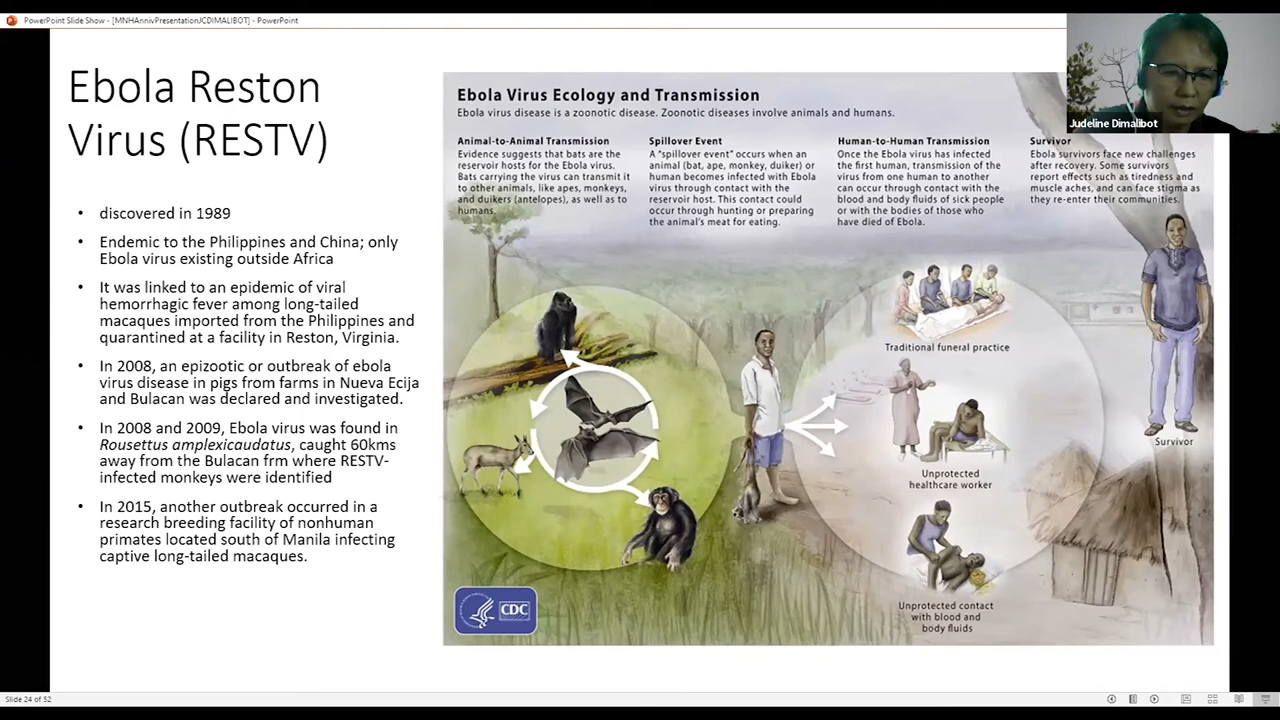 PowerPoint Slide Show - [MNHAnnivPresentationJCDIMALIBOT] - PowerPoint
Ebola Reston
Virus (RESTV)
• discovered in 1989
• Endemic to the Philippines and China; only
Ebola virus existing outside Africa
• It was linked to an epidemic of viral
hemorrhagic fever among long-tailed
macaques imported from the Philippines and
quarantined at a facility in Reston, Virginia.
• In 2008, an epizootic or outbreak of ebola
virus disease in pigs from farms in Nueva Ecija
and Bulacan was declared and investigated.
• In 2008 and 2009, Ebola virus was found in
Rousettus amplexicaudatus, caught 60kms
away from the Bulacan frm where RESTV-
infected monkeys were identified
• In 2015, another outbreak occurred in a
research breeding facility of nonhuman
primates located south of Manila infecting
captive long-tailed macaques.
Ebola Virus Ecology and Transmission
Ebola virus disease is a zoonotic disease. Zoonotic diseases involve animals and humans.
Animal-to-Animal Transmission
Evidence suggests that bats are the
reservoir hosts for the Ebola virus.
Bats carrying the virus can transmit it
to other animals, like apes, monkeys,
and duikers (antelopes), as well as to
humans.
Spillover Event
A "spillover event" occurs when an
animal (bat, ape, monkey, duiker) or
human becomes infected with Ebola
virus through contact with the
reservoir host. This contact could
occur through hunting or preparing
the animal's meat for eating.
Human-to-Human Transmission
Once the Ebola virus has infected
the first human, transmission of the
virus from one human to another
can occur through contact with the
blood and body fluids of sick people
or with the bodies of those who
have died of Ebola.
Survivor
Ebola survivors face new challenges
after recovery. Some survivors
report effects such as tiredness and
muscle aches, and can face stigma as
they re-enter their communities.
Traditional funeral practice
Unprotected
healthcare worker
Unprotected contact
with blood and
body fluids
Survivor
CDC
Judeline Dimalibot
Slide 24 of 52